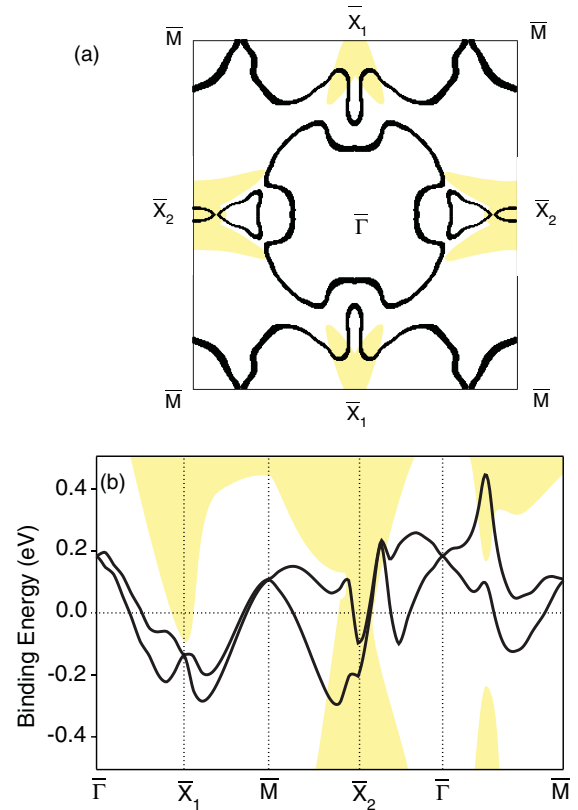 (a)
M̅ X̅₁ M̅
X̅₂ Γ̅ X̅₂
M̅ X̅₁ M̅
(b)
Binding Energy (eV)
0.4
0.2
0.0
-0.2
-0.4
Γ̅ X̅₁ M̅ X̅₂ Γ̅ M̅